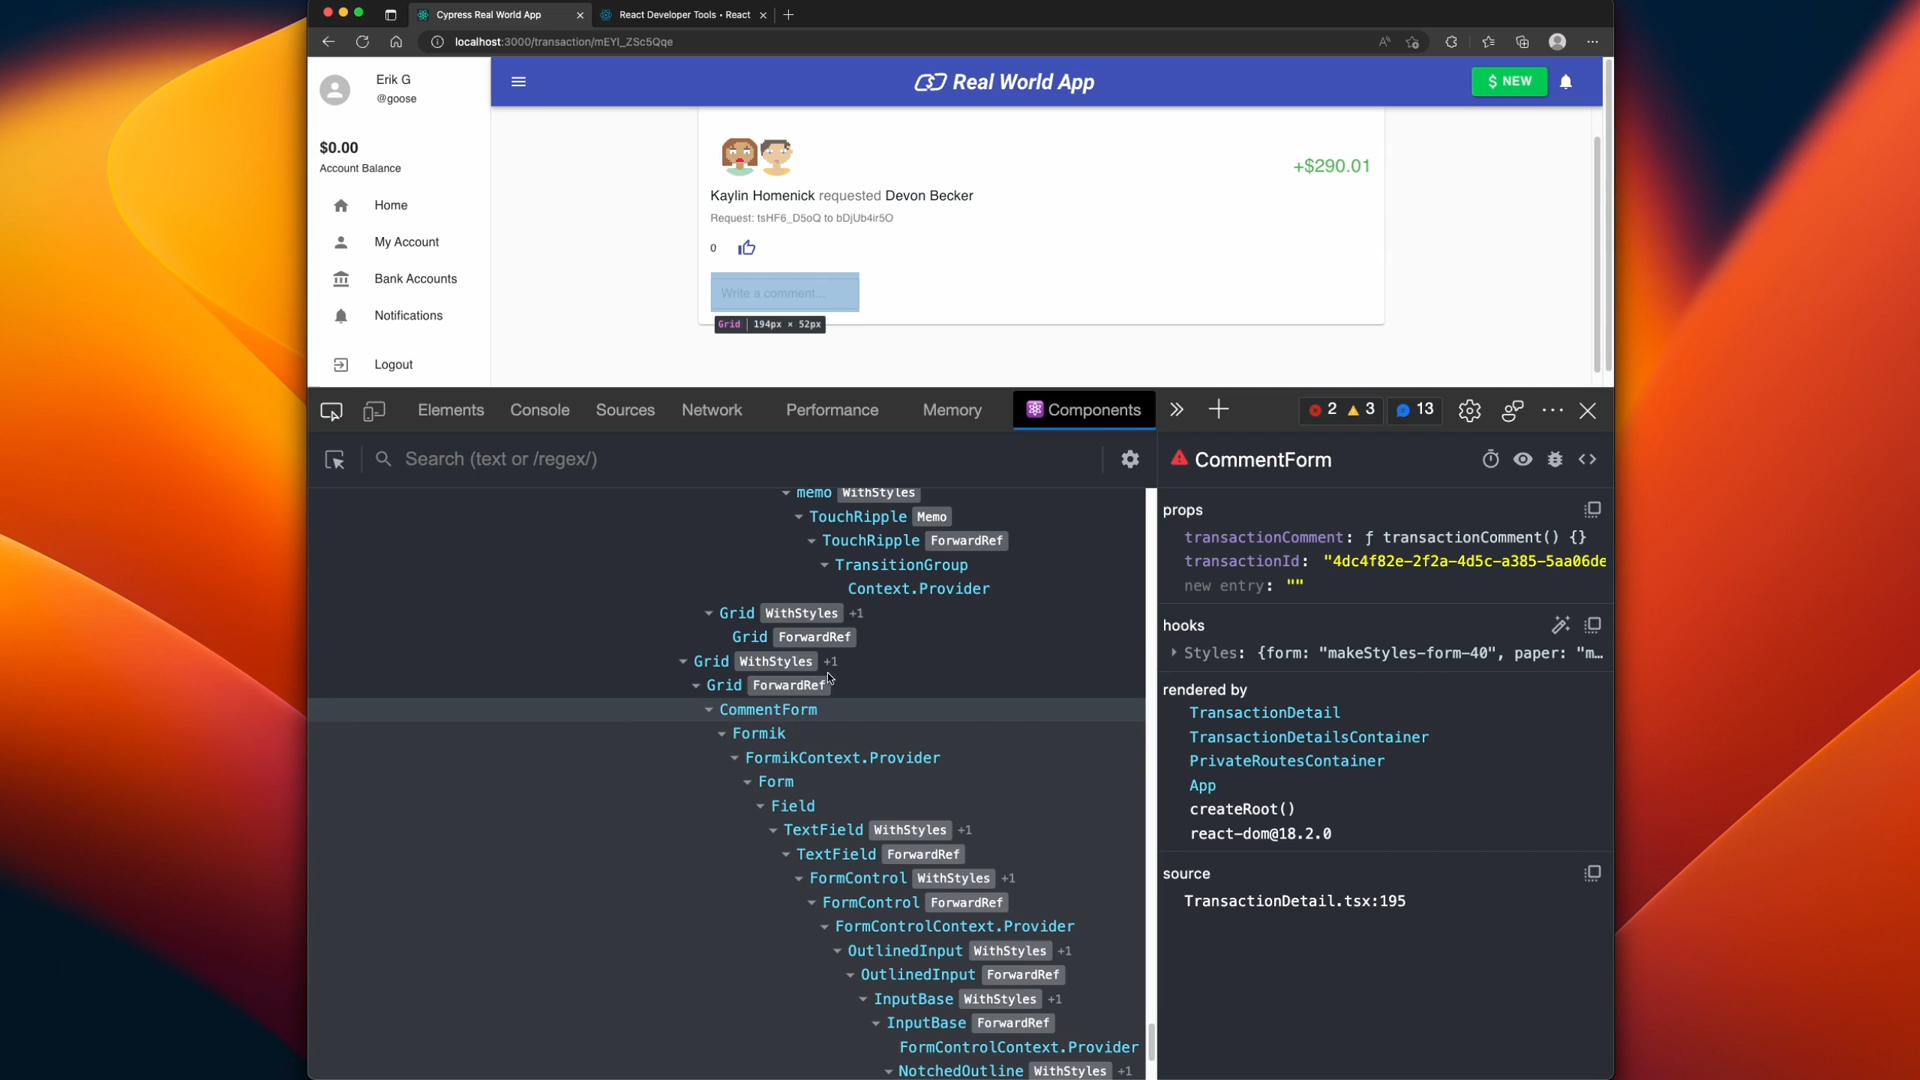 Cypress Real World App
React Developer Tools • React
localhost:3000/transaction/mEYI_ZSc5Qqe
Erik G
@goose
Real World App
$ NEW
$0.00
Account Balance
Home
My Account
Bank Accounts
Notifications
Logout
+$290.01
Kaylin Homenick requested Devon Becker
Request: tsHF6_D5oQ to bDjUb4ir5O
0
Write a comment...
Grid | 194px × 52px
Elements
Console
Sources
Network
Performance
Memory
Components
2
3
13
Search (text or /regex/)
memo WithStyles
TouchRipple Memo
TouchRipple ForwardRef
TransitionGroup
Context.Provider
Grid WithStyles +1
Grid ForwardRef
Grid WithStyles +1
Grid ForwardRef
CommentForm
Formik
FormikContext.Provider
Form
Field
TextField WithStyles +1
TextField ForwardRef
FormControl WithStyles +1
FormControl ForwardRef
FormControlContext.Provider
OutlinedInput WithStyles +1
OutlinedInput ForwardRef
InputBase WithStyles +1
InputBase ForwardRef
FormControlContext.Provider
NotchedOutline WithStyles +1
CommentForm
props
transactionComment: ƒ transactionComment() {}
transactionId: "4dc4f82e-2f2a-4d5c-a385-5aa06de
new entry: ""
hooks
Styles: {form: "makeStyles-form-40", paper: "m…
rendered by
TransactionDetail
TransactionDetailsContainer
PrivateRoutesContainer
App
createRoot()
react-dom@18.2.0
source
TransactionDetail.tsx:195